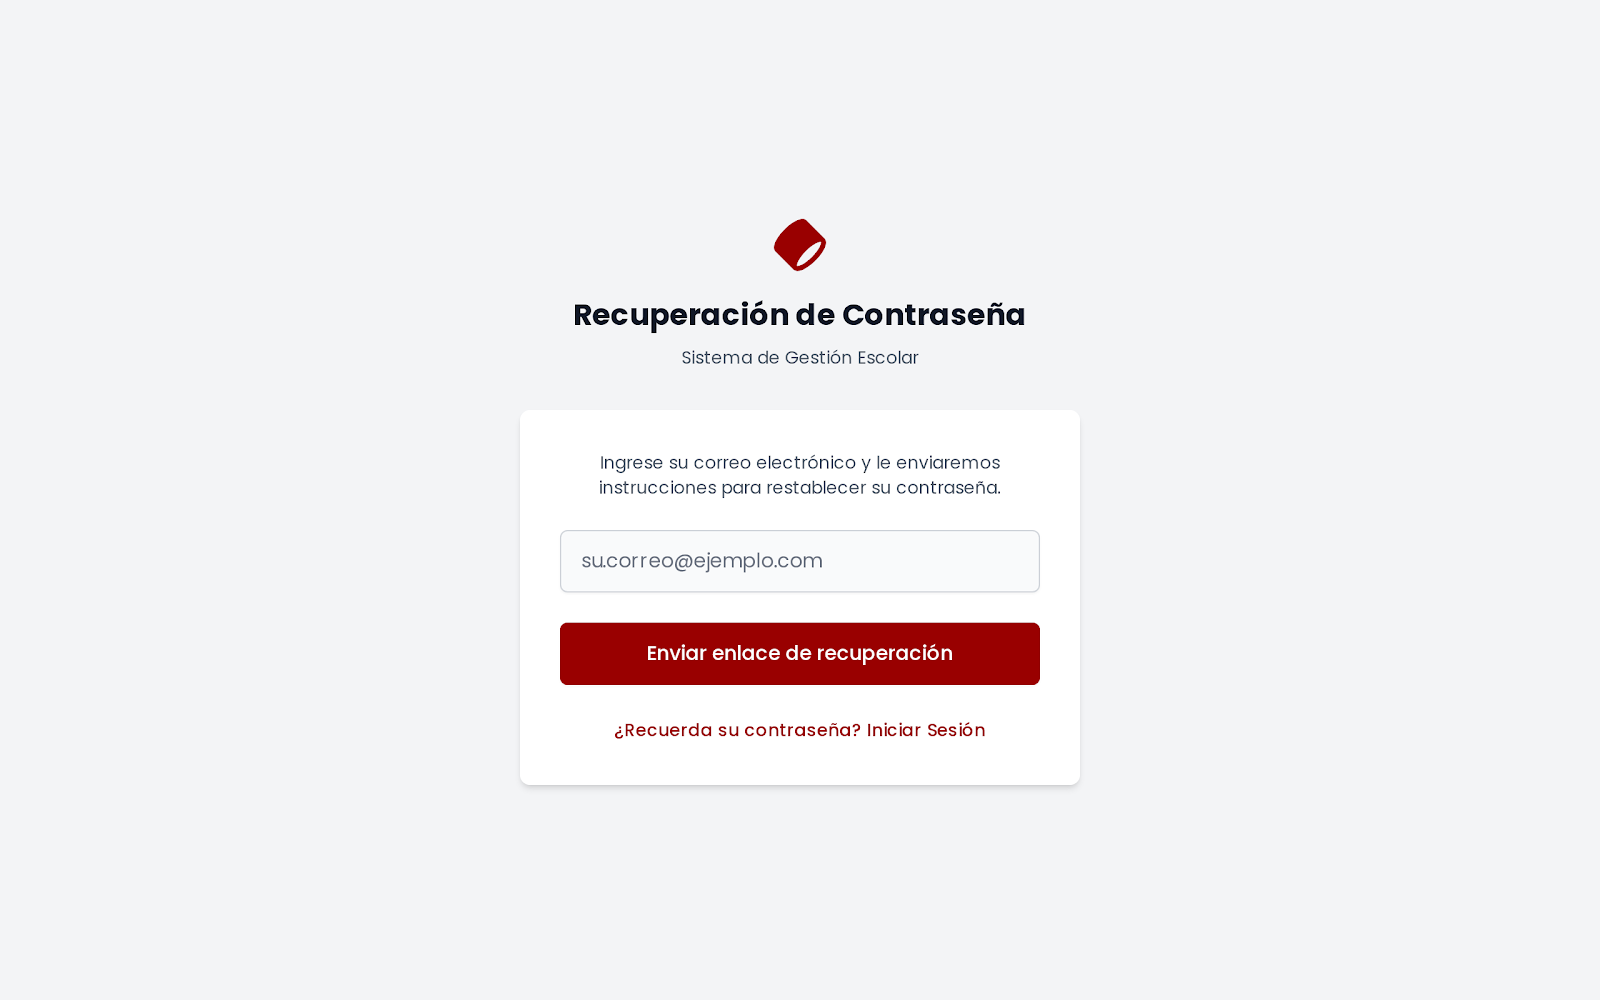 Recuperación de Contraseña
Sistema de Gestión Escolar
Ingrese su correo electrónico y le enviaremos
instrucciones para restablecer su contraseña.
su.correo@ejemplo.com
Enviar enlace de recuperación
¿Recuerda su contraseña? Iniciar Sesión